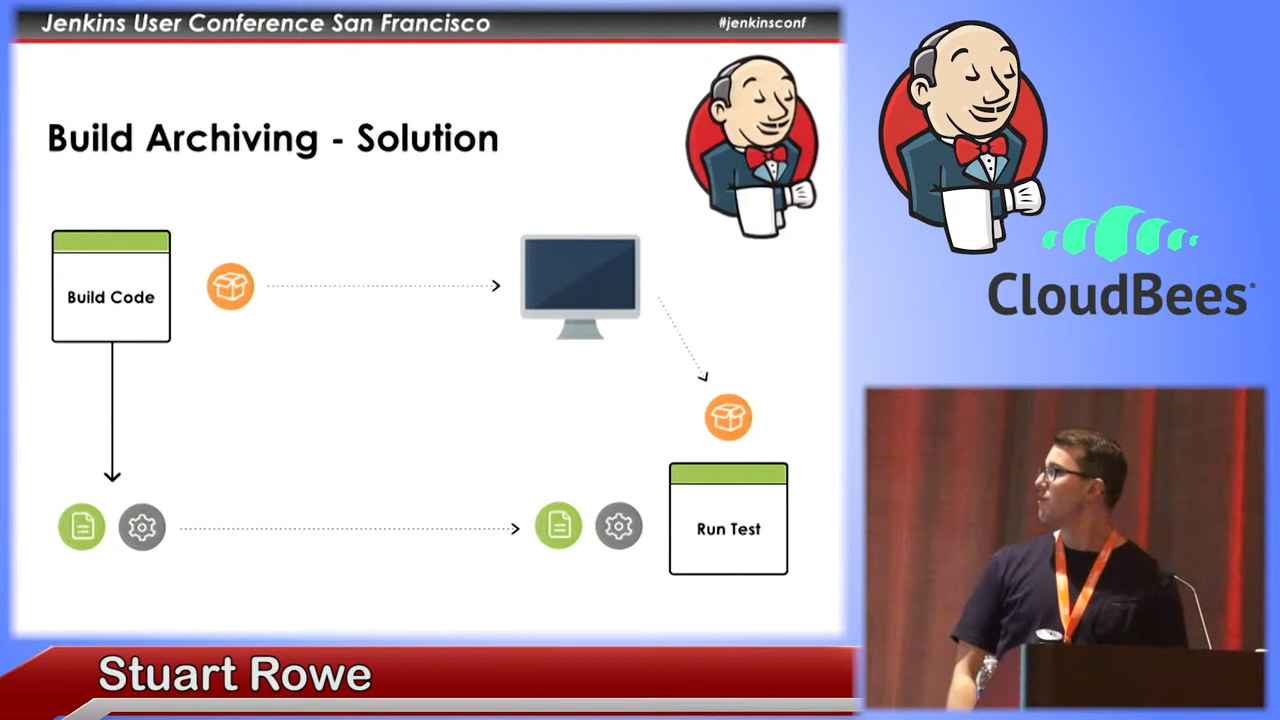 Jenkins User Conference San Francisco
#jenkinsconf
Build Archiving - Solution
Build Code
Run Test
CloudBees
Stuart Rowe